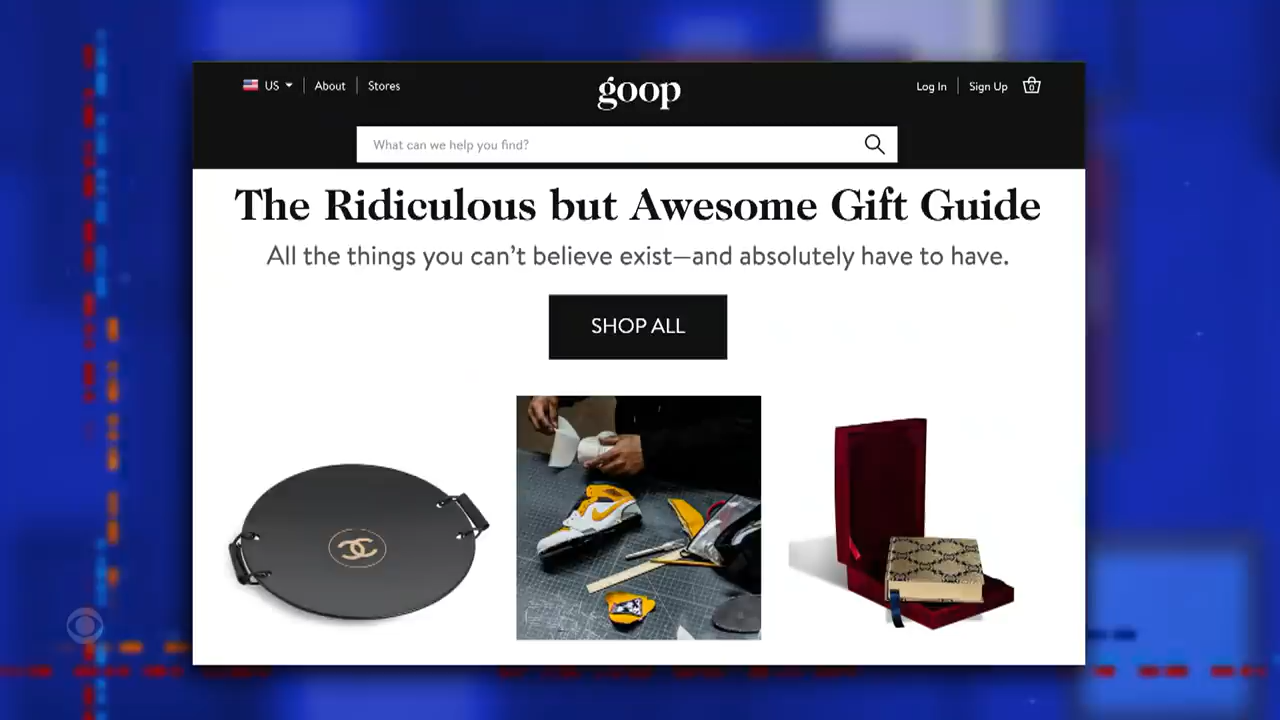 US
About
Stores
goop
Log In
Sign Up
0
What can we help you find?
The Ridiculous but Awesome Gift Guide
All the things you can't believe exist—and absolutely have to have.
SHOP ALL